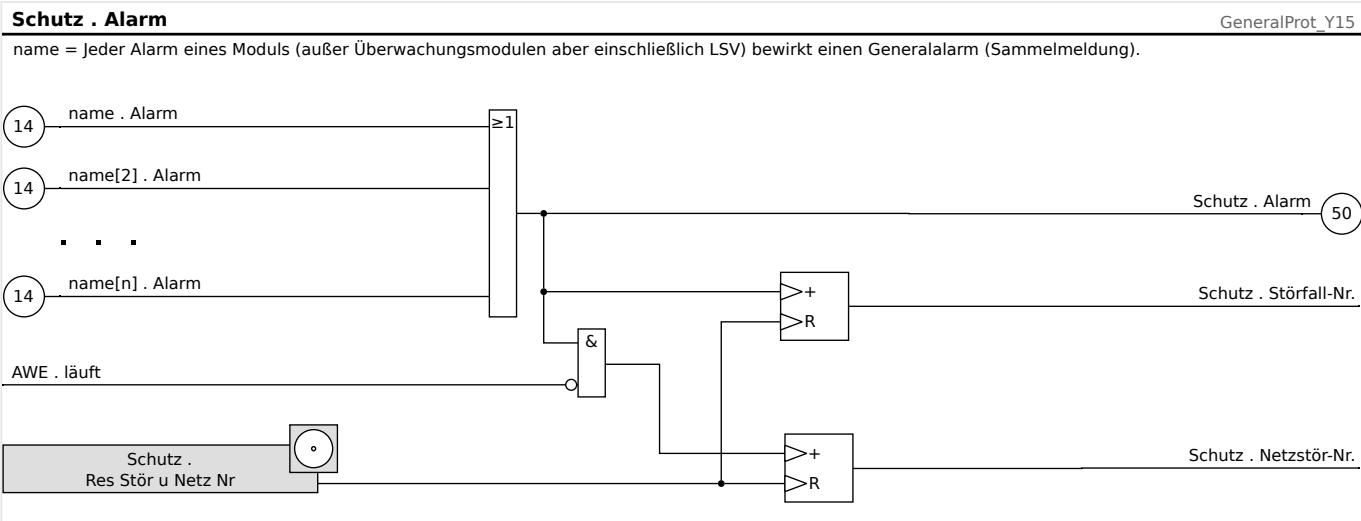 Schutz . Alarm
GeneralProt_Y15
name = Jeder Alarm eines Moduls (außer Überwachungsmodulen aber einschließlich LSV) bewirkt einen Generalalarm (Sammelmeldung).
14
name . Alarm
≥1
14
name[2] . Alarm
Schutz . Alarm
50
. . .
14
name[n] . Alarm
+
R
Schutz . Störfall-Nr.
&
AWE . läuft
Schutz .
Res Stör u Netz Nr
+
R
Schutz . Netzstör-Nr.